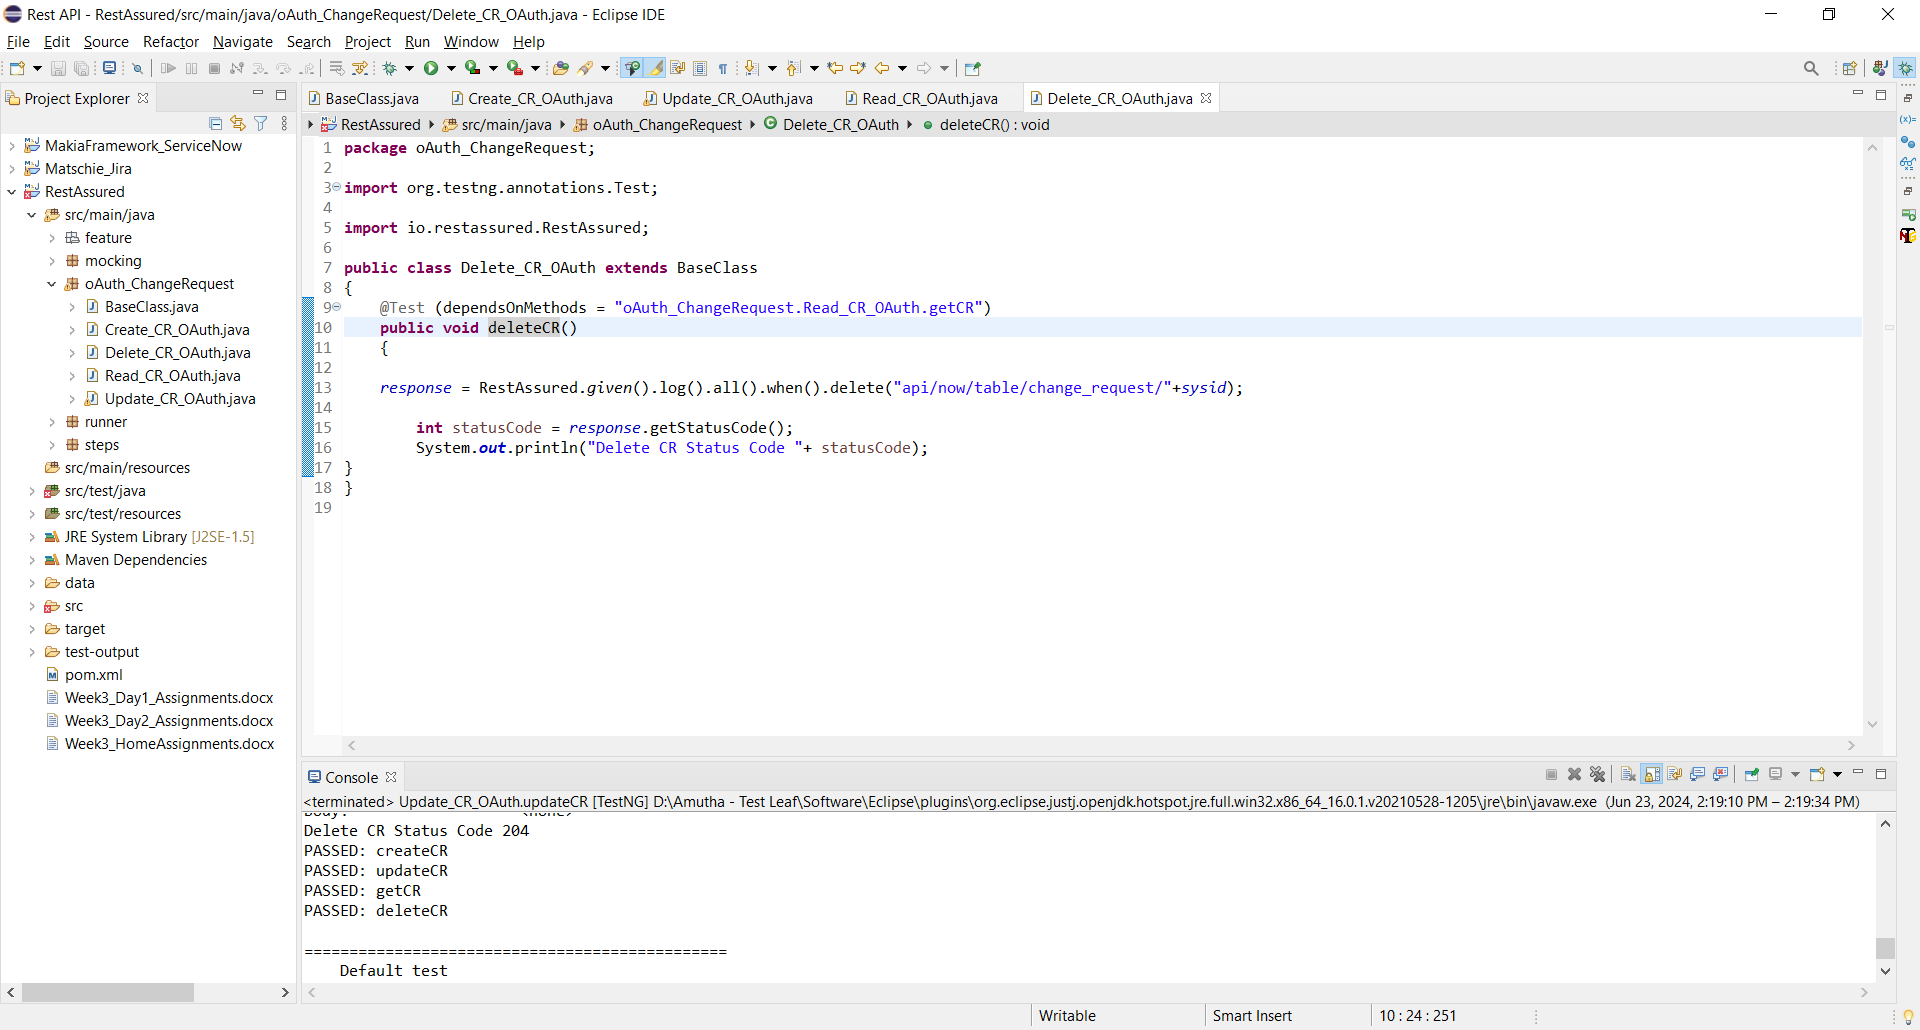 Rest API - RestAssured/src/main/java/oAuth_ChangeRequest/Delete_CR_OAuth.java - Eclipse IDE
File Edit Source Refactor Navigate Search Project Run Window Help
Project Explorer
MakiaFramework_ServiceNow
Matschie_Jira
RestAssured
src/main/java
feature
mocking
oAuth_ChangeRequest
BaseClass.java
Create_CR_OAuth.java
Delete_CR_OAuth.java
Read_CR_OAuth.java
Update_CR_OAuth.java
runner
steps
src/main/resources
src/test/java
src/test/resources
JRE System Library [J2SE-1.5]
Maven Dependencies
data
src
target
test-output
pom.xml
Week3_Day1_Assignments.docx
Week3_Day2_Assignments.docx
Week3_HomeAssignments.docx
BaseClass.java Create_CR_OAuth.java Update_CR_OAuth.java Read_CR_OAuth.java Delete_CR_OAuth.java
RestAssured src/main/java oAuth_ChangeRequest Delete_CR_OAuth deleteCR() : void
1 package oAuth_ChangeRequest;
2
3 import org.testng.annotations.Test;
4
5 import io.restassured.RestAssured;
6
7 public class Delete_CR_OAuth extends BaseClass
8 {
9 @Test (dependsOnMethods = "oAuth_ChangeRequest.Read_CR_OAuth.getCR")
10 public void deleteCR()
11 {
12
13 response = RestAssured.given().log().all().when().delete("api/now/table/change_request/"+sysid);
14
15 int statusCode = response.getStatusCode();
16 System.out.println("Delete CR Status Code "+ statusCode);
17 }
18 }
19
Console
<terminated> Update_CR_OAuth.updateCR [TestNG] D:\Amutha - Test Leaf\Software\Eclipse\plugins\org.eclipse.justj.openjdk.hotspot.jre.full.win32.x86_64_16.0.1.v20210528-1205\jre\bin\javaw.exe (Jun 23, 2024, 2:19:10 PM – 2:19:34 PM)
Body: <none>
Delete CR Status Code 204
PASSED: createCR
PASSED: updateCR
PASSED: getCR
PASSED: deleteCR
===============================================
Default test
Writable Smart Insert 10 : 24 : 251